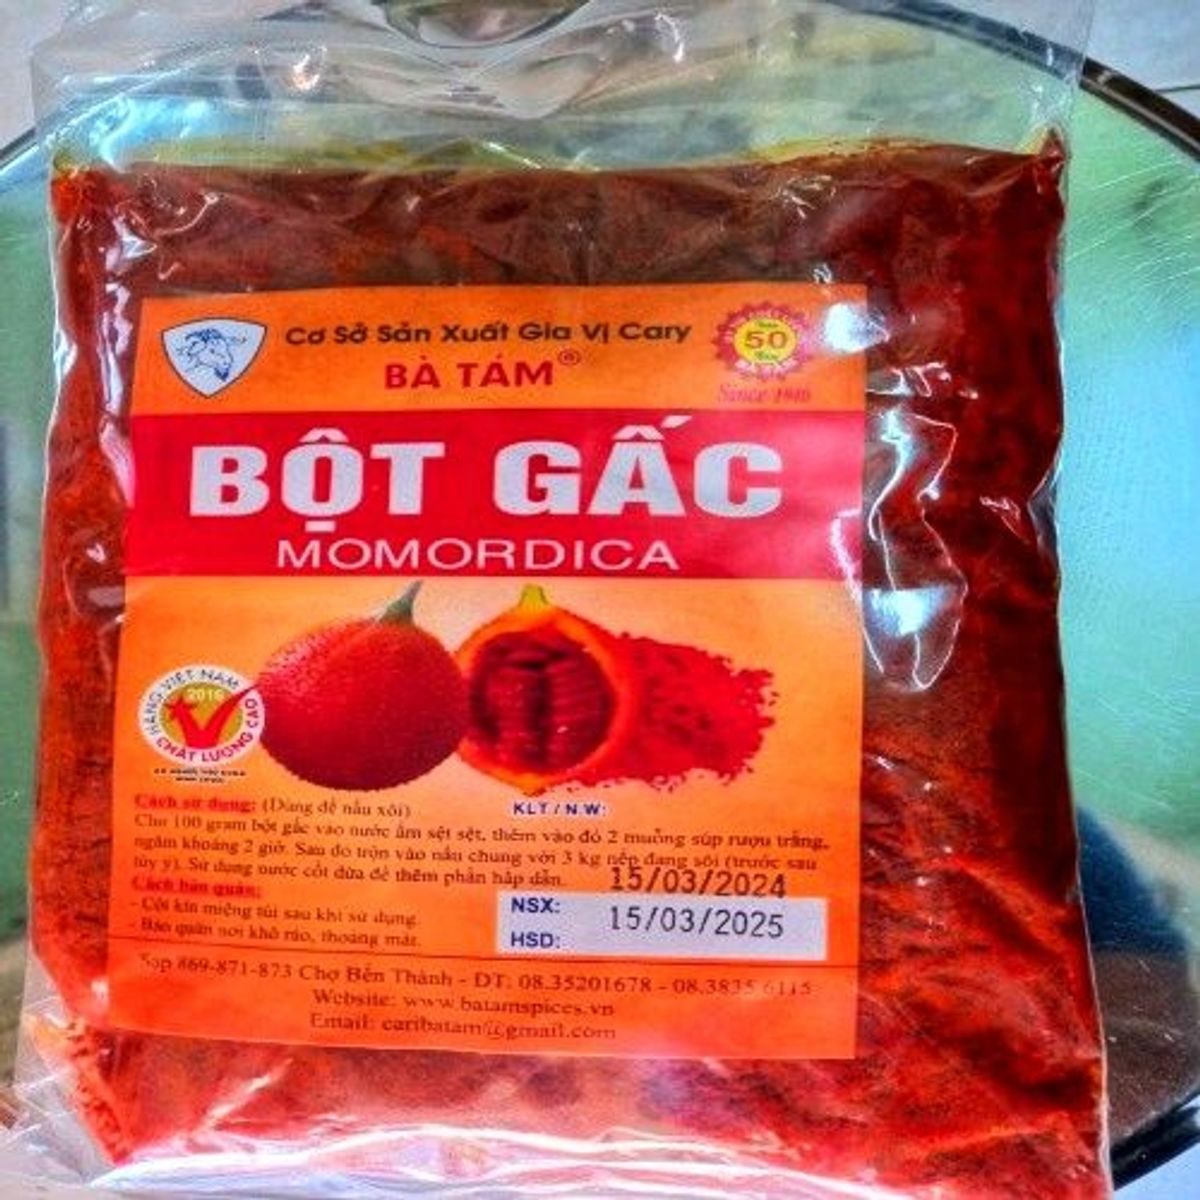 Cơ Sở Sản Xuất Gia Vị Cary
BÀ TÁM®
50
Since 1940
BỘT GẤC
MOMORDICA
HÀNG VIỆT NAM
2016
CHẤT LƯỢNG CAO
Cách sử dụng: (Dùng để nấu xôi)
KLT / N.W:
Cho 100 gram bột gấc vào nước ấm sệt sệt, thêm vào đó 2 muỗng súp rượu trắng,
ngâm khoảng 2 giờ. Sau đó trộn vào nấu chung với 3 kg nếp đang sôi (trước sau
tùy ý). Sử dụng nước cốt dừa để thêm phần hấp dẫn.
Cách bảo quản:
- Cột kín miệng túi sau khi sử dụng.
- Bảo quản nơi khô ráo, thoáng mát.
15/03/2024
NSX:
15/03/2025
HSD:
Sạp 869-871-873 Chợ Bến Thành - ĐT: 08.35201678 - 08.3835 6115
Website: www.batamspices.vn
Email: caribatam@gmail.com